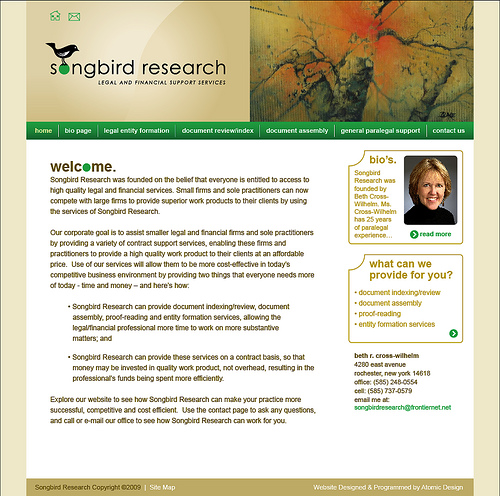 songbird research
LEGAL AND FINANCIAL SUPPORT SERVICES
home | bio page | legal entity formation | document review/index | document assembly | general paralegal support | contact us
welcome.
Songbird Research was founded on the belief that everyone is entitled to access to
high quality legal and financial services. Small firms and sole practitioners can now
compete with large firms to provide superior work products to their clients by using
the services of Songbird Research.
Our corporate goal is to assist smaller legal and financial firms and sole practitioners
by providing a variety of contract support services, enabling these firms and
practitioners to provide a high quality work product to their clients at an affordable
price. Use of our services will allow them to be more cost-effective in today's
competitive business environment by providing two things that everyone needs more
of today - time and money – and here's how:
• Songbird Research can provide document indexing/review, document
assembly, proof-reading and entity formation services, allowing the
legal/financial professional more time to work on more substantive
matters; and
• Songbird Research can provide these services on a contract basis, so that
money may be invested in quality work product, not overhead, resulting in the
professional's funds being spent more efficiently.
Explore our website to see how Songbird Research can make your practice more
successful, competitive and cost efficient. Use the contact page to ask any questions,
and call or e-mail our office to see how Songbird Research can work for you.
bio's.
Songbird
Research was
founded by
Beth Cross-
Wilhelm. Ms.
Cross-Wilhelm
has 25 years
of paralegal
experience...
read more
what can we
provide for you?
• document indexing/review
• document assembly
• proof-reading
• entity formation services
beth r. cross-wilhelm
4280 east avenue
rochester, new york 14618
office: (585) 248-0554
cell: (585) 737-0579
email me at:
songbirdresearch@frontiernet.net
Songbird Research Copyright ©2009 | Site Map
Website Designed & Programmed by Atomic Design